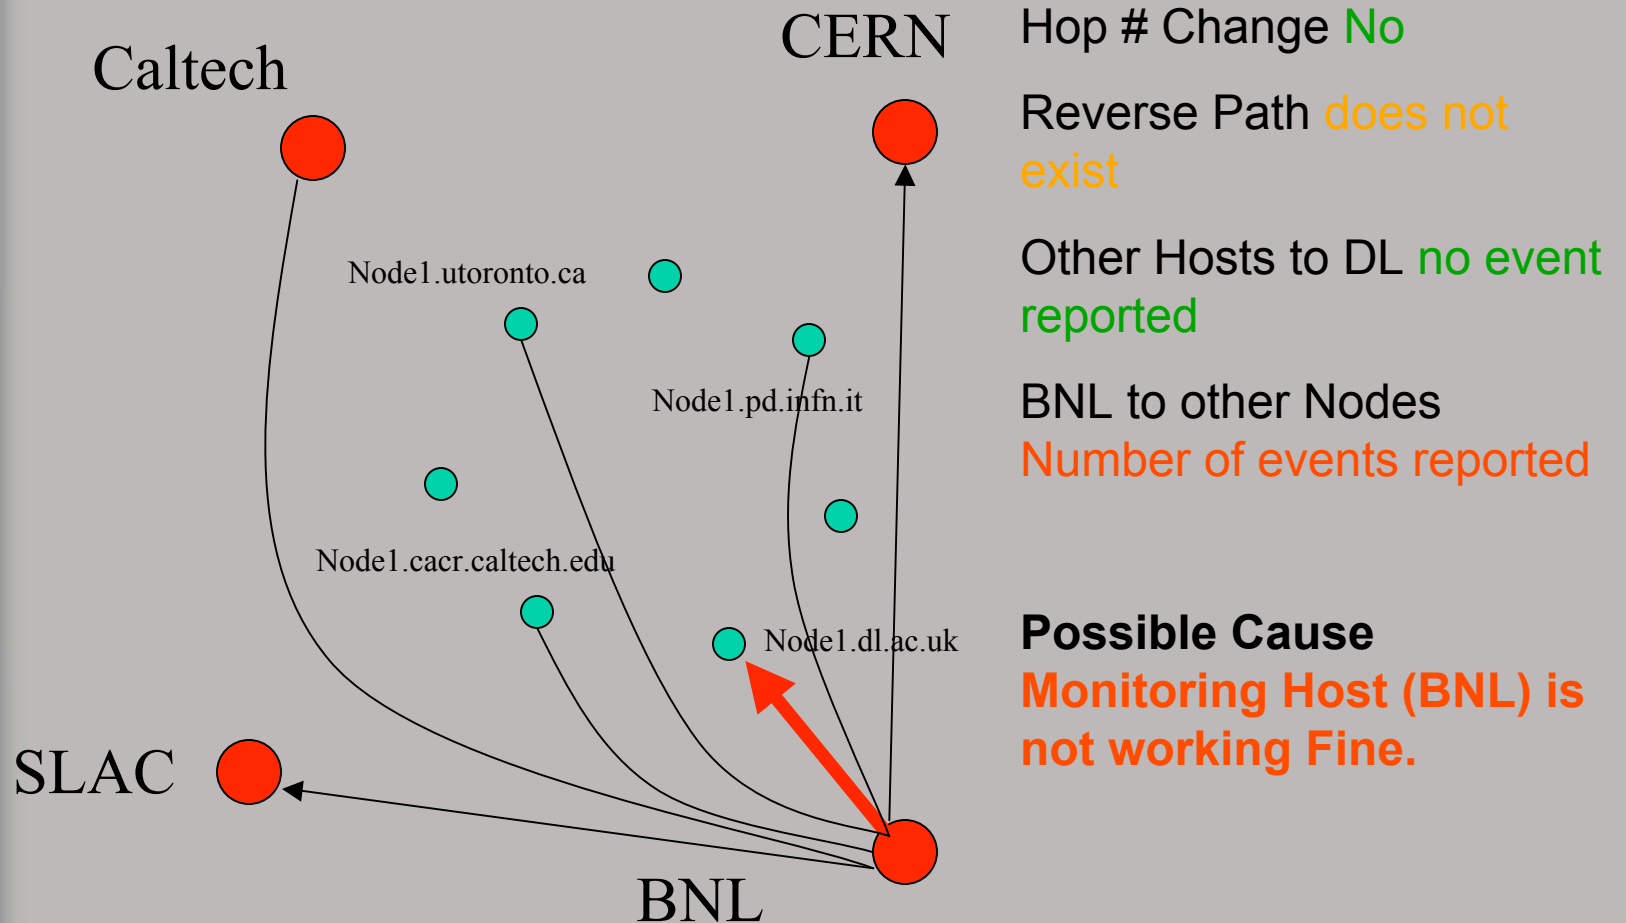 CERN
Caltech
Node1.utoronto.ca
Node1.pd.infn.it
Node1.cacr.caltech.edu
Node1.dl.ac.uk
SLAC
BNL
Hop # Change No
Reverse Path does not
exist
Other Hosts to DL no event
reported
BNL to other Nodes
Number of events reported
Possible Cause
Monitoring Host (BNL) is
not working Fine.